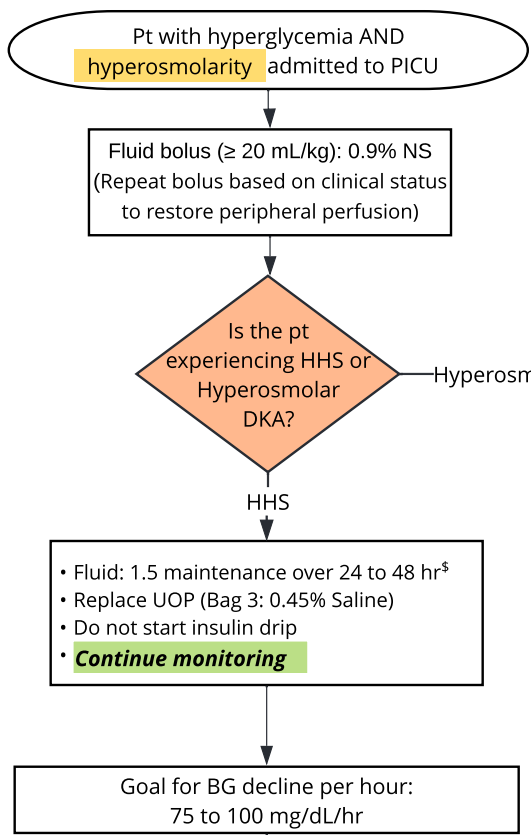 Pt with hyperglycemia AND
hyperosmolarity admitted to PICU
Fluid bolus (≥ 20 mL/kg): 0.9% NS
(Repeat bolus based on clinical status
to restore peripheral perfusion)
Is the pt
experiencing HHS or
Hyperosmolar
DKA?
Hyperosm
HHS
• Fluid: 1.5 maintenance over 24 to 48 hr$
• Replace UOP (Bag 3: 0.45% Saline)
• Do not start insulin drip
• Continue monitoring
Goal for BG decline per hour:
75 to 100 mg/dL/hr